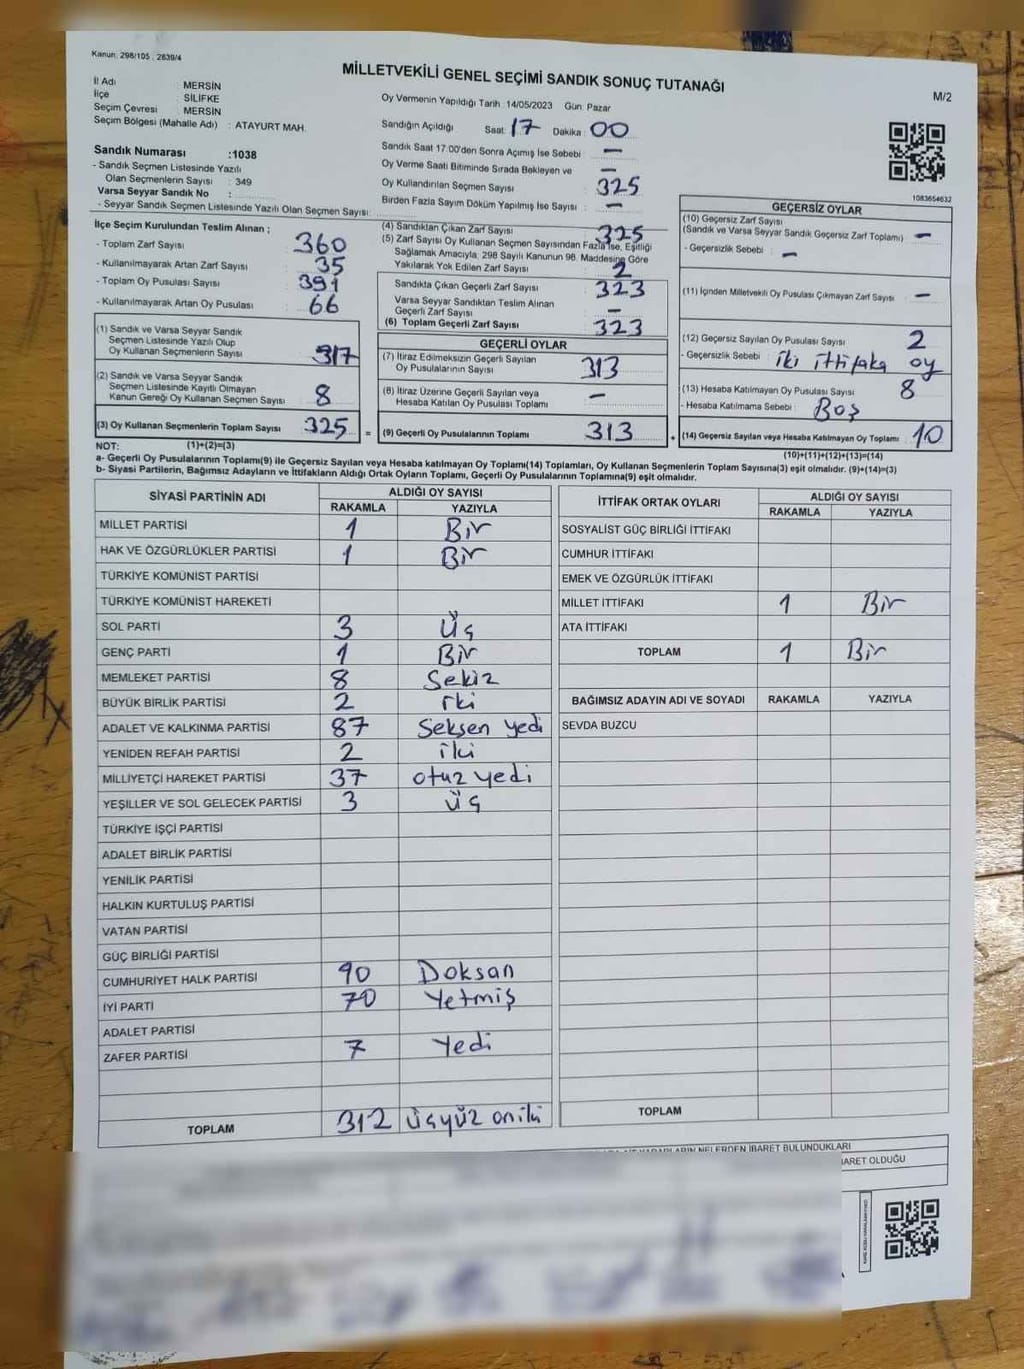 Kanun: 298/105 , 2839/4
MİLLETVEKİLİ GENEL SEÇİMİ SANDIK SONUÇ TUTANAĞI
M/2
İl Adı MERSİN
İlçe SİLİFKE
Seçim Çevresi MERSİN
Seçim Bölgesi (Mahalle Adı) : ATAYURT MAH.
Oy Vermenin Yapıldığı Tarih : 14/05/2023 Gün: Pazar
Sandığın Açıldığı Saat: 17 Dakika : 00
Sandık Saat 17:00'den Sonra Açımış İse Sebebi : —
Oy Verme Saati Bitiminde Sırada Bekleyen ve : —
Oy Kullandırılan Seçmen Sayısı : 325
Birden Fazla Sayım Döküm Yapılmış İse Sayısı : —
Sandık Numarası :1038
- Sandık Seçmen Listesinde Yazılı
Olan Seçmenlerin Sayısı : 349
Varsa Seyyar Sandık No :
- Seyyar Sandık Seçmen Listesinde Yazılı Olan Seçmen Sayısı:
1083654632
İlçe Seçim Kurulundan Teslim Alınan ;
- Toplam Zarf Sayısı : 360
- Kullanılmayarak Artan Zarf Sayısı : 35
- Toplam Oy Pusulası Sayısı : 391
- Kullanılmayarak Artan Oy Pusulası : 66
(1) Sandık ve Varsa Seyyar Sandık
Seçmen Listesinde Yazılı Olup
Oy Kullanan Seçmenlerin Sayısı : 317
(2) Sandık ve Varsa Seyyar Sandık
Seçmen Listesinde Kayıtlı Olmayan
Kanun Gereği Oy Kullanan Seçmen Sayısı : 8
(3) Oy Kullanan Seçmenlerin Toplam Sayısı : 325
(4) Sandıktan Çıkan Zarf Sayısı : 325
(5) Zarf Sayısı Oy Kullanan Seçmen Sayısından Fazla İse, Eşitliği
Sağlamak Amacıyla, 298 Sayılı Kanunun 98. Maddesine Göre
Yakılarak Yok Edilen Zarf Sayısı : 2
Sandıkta Çıkan Geçerli Zarf Sayısı : 323
Varsa Seyyar Sandıktan Teslim Alınan
Geçerli Zarf Sayısı : —
(6) Toplam Geçerli Zarf Sayısı : 323
GEÇERLİ OYLAR
(7) İtiraz Edilmeksizin Geçerli Sayılan
Oy Pusulalarının Sayısı : 313
(8) İtiraz Üzerine Geçerli Sayılan veya
Hesaba Katılan Oy Pusulası Toplamı : —
= (9) Geçerli Oy Pusulalarının Toplamı : 313
GEÇERSİZ OYLAR
(10) Geçersiz Zarf Sayısı
(Sandık ve Varsa Seyyar Sandık Geçersiz Zarf Toplamı) : —
- Geçersizlik Sebebi : —
(11) İçinden Milletvekili Oy Pusulası Çıkmayan Zarf Sayısı : —
(12) Geçersiz Sayılan Oy Pusulası Sayısı : 2
- Geçersizlik Sebebi : iki ittifaka oy
(13) Hesaba Katılmayan Oy Pusulası Sayısı : 8
- Hesaba Katılmama Sebebi : Boş
+ (14) Geçersiz Sayılan veya Hesaba Katılmayan Oy Toplamı : 10
NOT: (1)+(2)=(3) (10)+(11)+(12)+(13)=(14)
a- Geçerli Oy Pusulalarının Toplamı(9) ile Geçersiz Sayılan veya Hesaba katılmayan Oy Toplamı(14) Toplamları, Oy Kullanan Seçmenlerin Toplam Sayısına(3) eşit olmalıdır. (9)+(14)=(3)
b- Siyasi Partilerin, Bağımsız Adayların ve İttifakların Aldığı Ortak Oyların Toplamı, Geçerli Oy Pusulalarının Toplamına(9) eşit olmalıdır.
SİYASİ PARTİNİN ADI ALDIĞI OY SAYISI
RAKAMLA YAZIYLA
MİLLET PARTİSİ 1 Bir
HAK VE ÖZGÜRLÜKLER PARTİSİ 1 Bir
TÜRKİYE KOMÜNİST PARTİSİ
TÜRKİYE KOMÜNİST HAREKETİ
SOL PARTİ 3 Üç
GENÇ PARTİ 1 Bir
MEMLEKET PARTİSİ 8 Sekiz
BÜYÜK BİRLİK PARTİSİ 2 iki
ADALET VE KALKINMA PARTİSİ 87 Seksen yedi
YENİDEN REFAH PARTİSİ 2 iki
MİLLİYETÇİ HAREKET PARTİSİ 37 otuz yedi
YEŞİLLER VE SOL GELECEK PARTİSİ 3 üç
TÜRKİYE İŞÇİ PARTİSİ
ADALET BİRLİK PARTİSİ
YENİLİK PARTİSİ
HALKIN KURTULUŞ PARTİSİ
VATAN PARTİSİ
GÜÇ BİRLİĞİ PARTİSİ
CUMHURİYET HALK PARTİSİ 90 Doksan
İYİ PARTİ 70 Yetmiş
ADALET PARTİSİ
ZAFER PARTİSİ 7 Yedi
TOPLAM 312 üçyüz oniki
İTTİFAK ORTAK OYLARI ALDIĞI OY SAYISI
RAKAMLA YAZIYLA
SOSYALİST GÜÇ BİRLİĞİ İTTİFAKI
CUMHUR İTTİFAKI
EMEK VE ÖZGÜRLÜK İTTİFAKI
MİLLET İTTİFAKI 1 Bir
ATA İTTİFAKI
TOPLAM 1 Bir
BAĞIMSIZ ADAYIN ADI VE SOYADI RAKAMLA YAZIYLA
SEVDA BUZCU
TOPLAM
NELERDEN İBARET BULUNDUKLARI
İBARET OLDUĞU